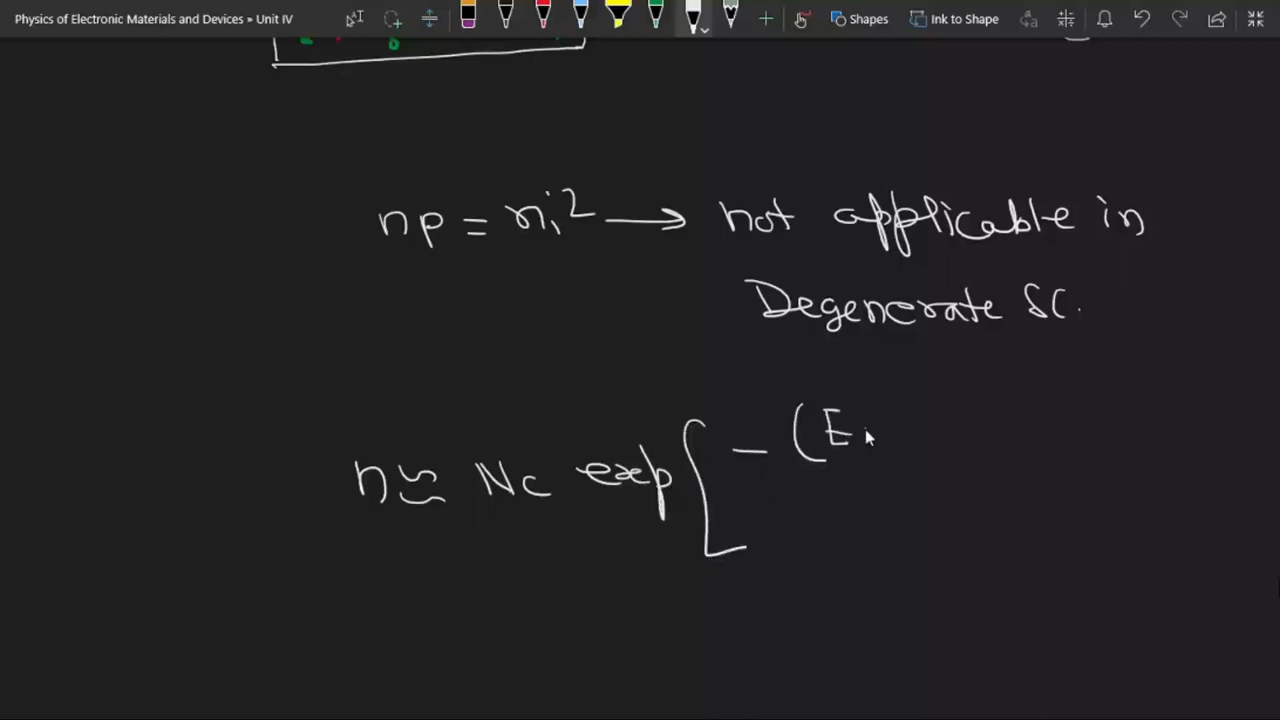 Physics of Electronic Materials and Devices » Unit IV
Shapes
Ink to Shape
np = ni² → not applicable in
Degenerate SC.
n ≅ Nc exp[ - (E